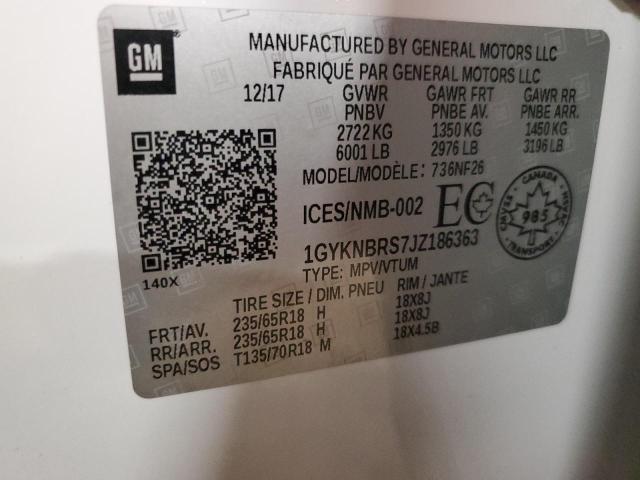 GM
MANUFACTURED BY GENERAL MOTORS LLC
FABRIQUÉ PAR GENERAL MOTORS LLC
12/17 GVWR GAWR FRT GAWR RR
PNBV PNBE AV. PNBE ARR.
2722 KG 1350 KG 1450 KG
6001 LB 2976 LB 3196 LB
MODEL/MODÈLE: 736NF26
ICES/NMB-002 EC
CANADA
985
TRANSPORT
1GYKNBRS7JZ186363
TYPE: MPV/VTUM
140X
TIRE SIZE / DIM. PNEU RIM / JANTE
FRT/AV. 235/65R18 H 18X8J
RR/ARR. 235/65R18 H 18X8J
SPA/SOS T135/70R18 M 18X4.5B